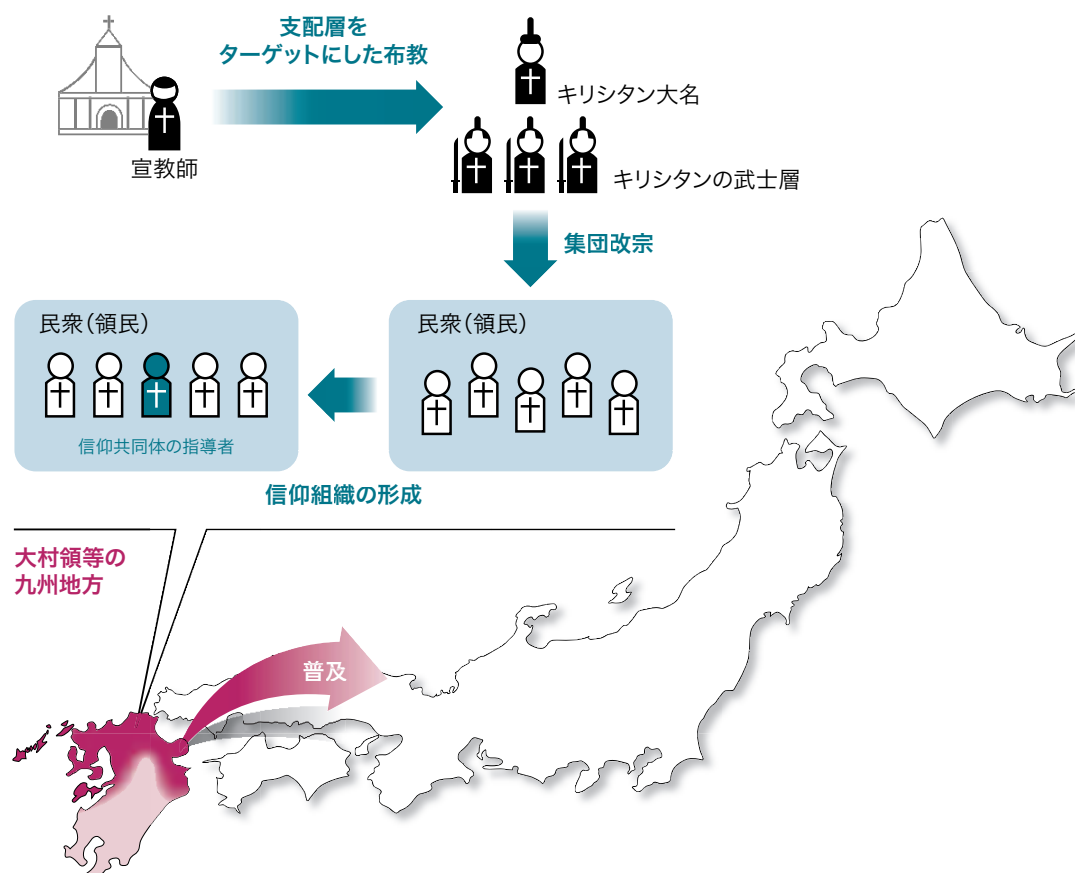 支配層を
ターゲットにした布教
宣教師
キリシタン大名
キリシタンの武士層
集団改宗
民衆（領民）
民衆（領民）
信仰共同体の指導者
信仰組織の形成
大村領等の
九州地方
普及